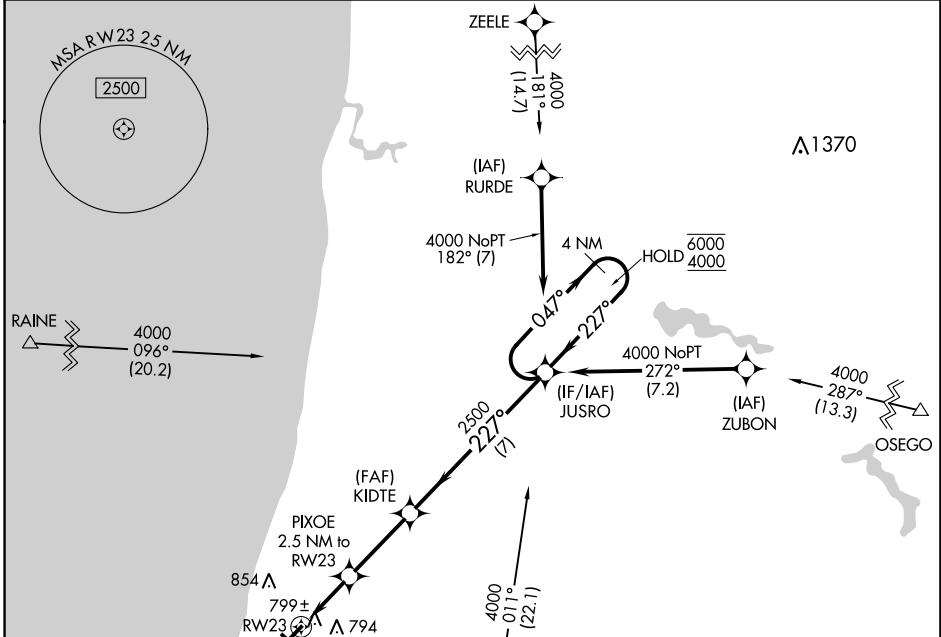 MSA RW23 25 NM
2500
ZEELE
4000
181°
(14.7)
1370
(IAF)
RURDE
4000 NoPT
182° (7)
4 NM
HOLD
6000
4000
047°
227°
RAINE
4000
096°
(20.2)
4000 NoPT
272°
(7.2)
(IF/IAF)
JUSRO
(IAF)
ZUBON
4000
287°
(13.3)
OSEGO
2500
227°
(7)
(FAF)
KIDTE
PIXOE
2.5 NM to
RW23
4000
011°
(22.1)
854
799±
RW23
794